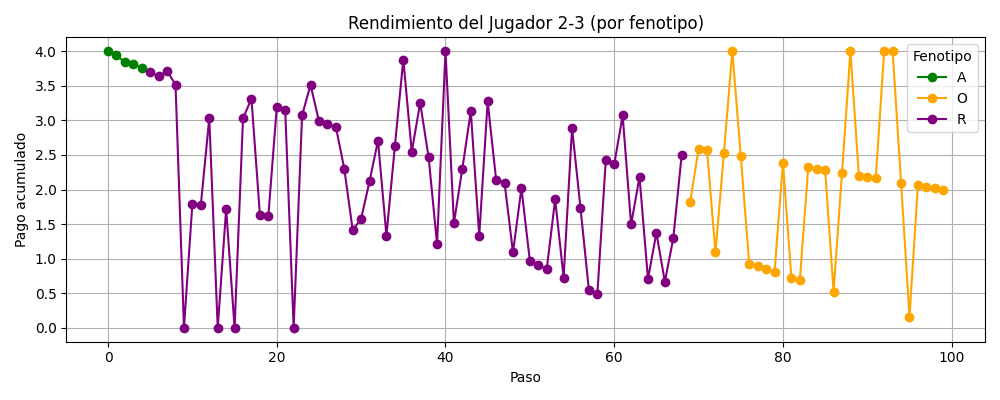 Rendimiento del Jugador 2-3 (por fenotipo)
Pago acumulado
4.0
3.5
3.0
2.5
2.0
1.5
1.0
0.5
0.0
Fenotipo
A
O
R
0 20 40 60 80 100
Paso